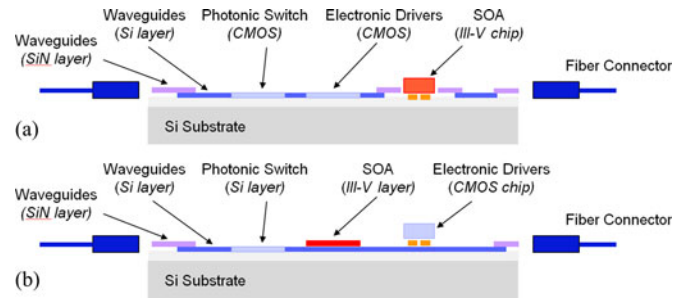 Waveguides Photonic Switch Electronic Drivers SOA
(Si layer) (CMOS) (CMOS) (III-V chip)
Waveguides
(SiN layer)
Fiber Connector
(a)
Si Substrate
Waveguides Photonic Switch SOA Electronic Drivers
(Si layer) (Si layer) (III-V layer) (CMOS chip)
Waveguides
(SiN layer)
Fiber Connector
(b)
Si Substrate